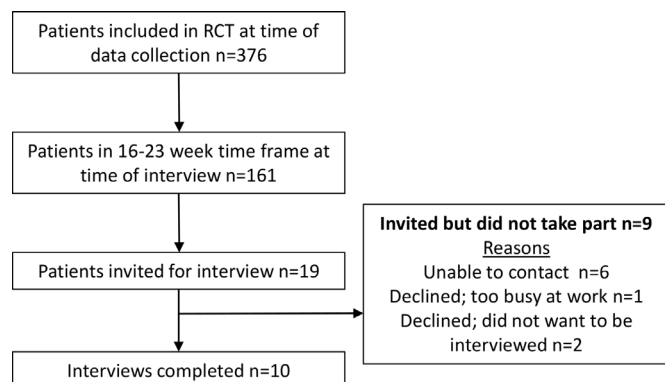 Patients included in RCT at time of
data collection n=376
Patients in 16-23 week time frame at
time of interview n=161
Invited but did not take part n=9
Reasons
Unable to contact n=6
Declined; too busy at work n=1
Declined; did not want to be
interviewed n=2
Patients invited for interview n=19
Interviews completed n=10